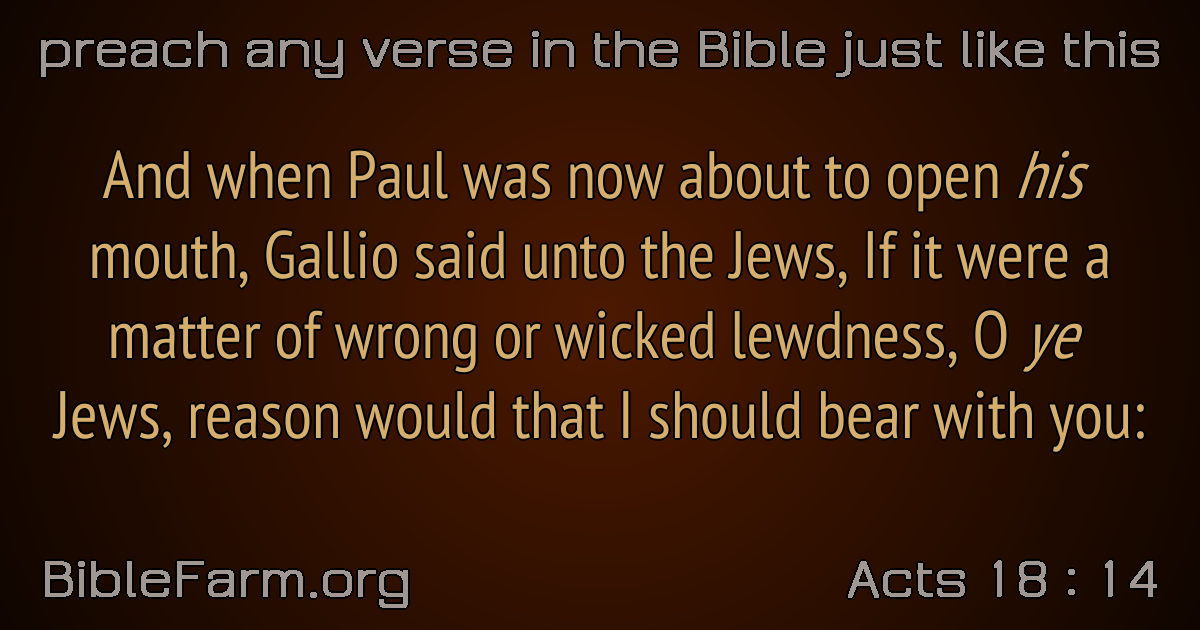 preach any verse in the Bible just like this
And when Paul was now about to open his
mouth, Gallio said unto the Jews, If it were a
matter of wrong or wicked lewdness, O ye
Jews, reason would that I should bear with you:
BibleFarm.org
Acts 18 : 14